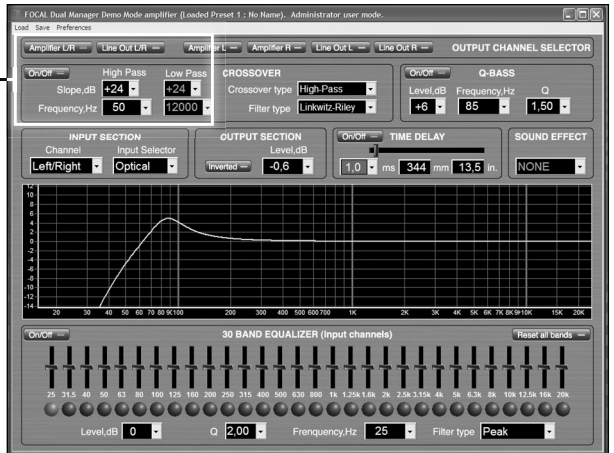 FOCAL Dual Manager Demo Mode amplifier (Loaded Preset 1 : No Name).  Administrator user mode.
Load Save Preferences
Amplifier L/R Line Out L/R Amplifier L Amplifier R Line Out L Line Out R OUTPUT CHANNEL SELECTOR
On/Off High Pass Low Pass CROSSOVER On/Off Q-BASS
Slope,dB +24 +24 Crossover type High-Pass Level,dB Frequency,Hz Q
Frequency,Hz 50 12000 Filter type Linkwitz-Riley +6 85 1,50
INPUT SECTION OUTPUT SECTION On/Off TIME DELAY SOUND EFFECT
Channel Input Selector Level,dB
Left/Right Optical Inverted -0,6 1,0 ms 344 mm 13,5 in. NONE
12
10
8
6
4
2
0
-2
-4
-6
-8
-10
-12
-14
20 30 40 50 60 70 80 90 100 200 300 400 500 600 700 1K 2K 3K 4K 5K 6K 7K 8K 9K 10K 15K 20K
On/Off 30 BAND EQUALIZER (Input channels) Reset all bands
25 31.5 40 50 63 80 100 125 160 200 250 315 400 500 630 800 1k 1.25k 1.6k 2k 2.5k 3.15k 4k 5k 6.3k 8k 10k 12.5k 16k 20k
Level,dB 0 Q 2,00 Frenquency,Hz 25 Filter type Peak